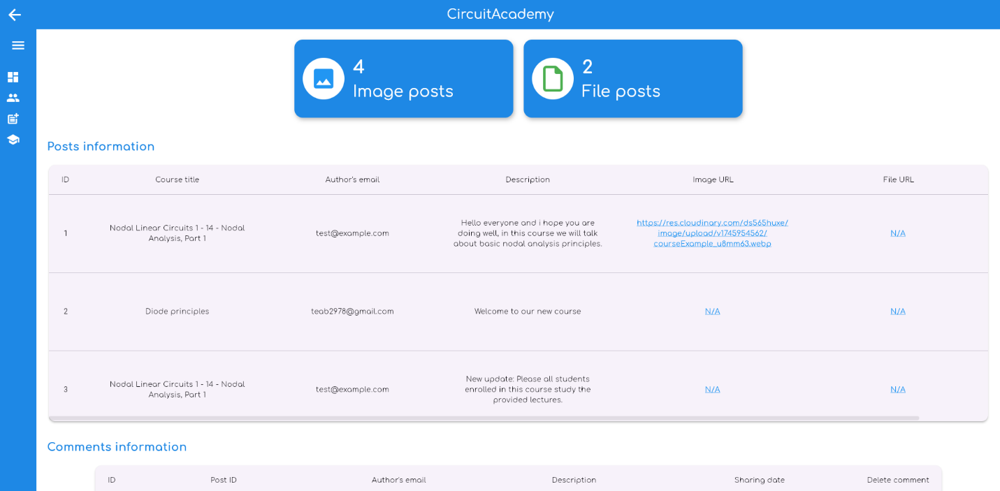 CircuitAcademy
4
Image posts
2
File posts
Posts information
ID Course title Author's email Description Image URL File URL
1
Nodal Linear Circuits 1 - 14 - Nodal
Analysis, Part 1
test@example.com
Hello everyone and i hope you are
doing well, in this course we will talk
about basic nodal analysis principles.
https://res.cloudinary.com/ds565huxe/
image/upload/v1745954562/
courseExample_u8mm63.webp
N/A
2
Diode principles
teab2978@gmail.com
Welcome to our new course
N/A
N/A
3
Nodal Linear Circuits 1 - 14 - Nodal
Analysis, Part 1
test@example.com
New update: Please all students
enrolled in this course study the
provided lectures.
N/A
N/A
Comments information
ID Post ID Author's email Description Sharing date Delete comment